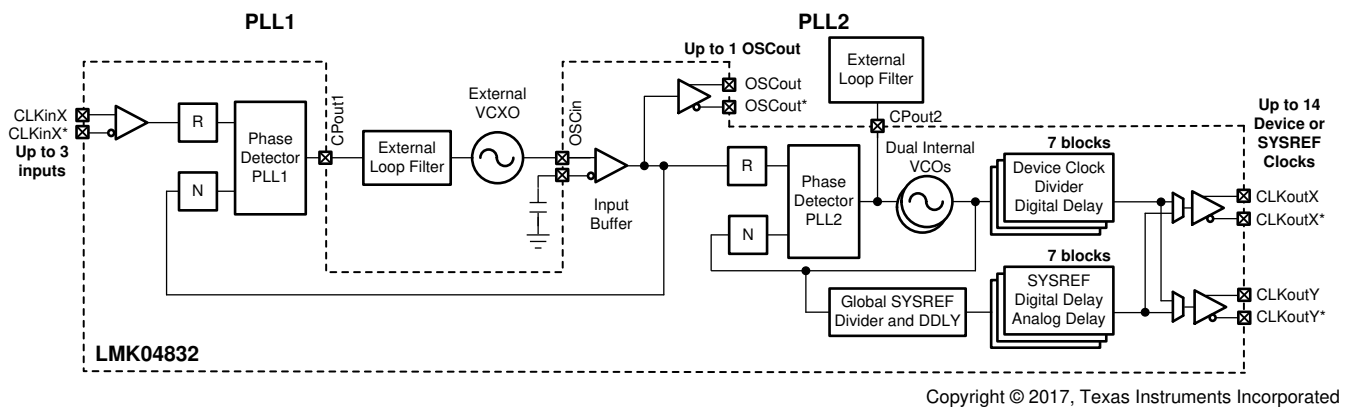 PLL1
PLL2
CLKinX
CLKinX*
Up to 3
inputs
R
N
Phase
Detector
PLL1
CPout1
External
Loop Filter
External
VCXO
OSCin
Input
Buffer
Up to 1 OSCout
OSCout
OSCout*
External
Loop Filter
CPout2
R
N
Phase
Detector
PLL2
Dual Internal
VCOs
7 blocks
Device Clock
Divider
Digital Delay
7 blocks
SYSREF
Digital Delay
Analog Delay
Global SYSREF
Divider and DDLY
Up to 14
Device or
SYSREF
Clocks
CLKoutX
CLKoutX*
CLKoutY
CLKoutY*
LMK04832
Copyright © 2017, Texas Instruments Incorporated